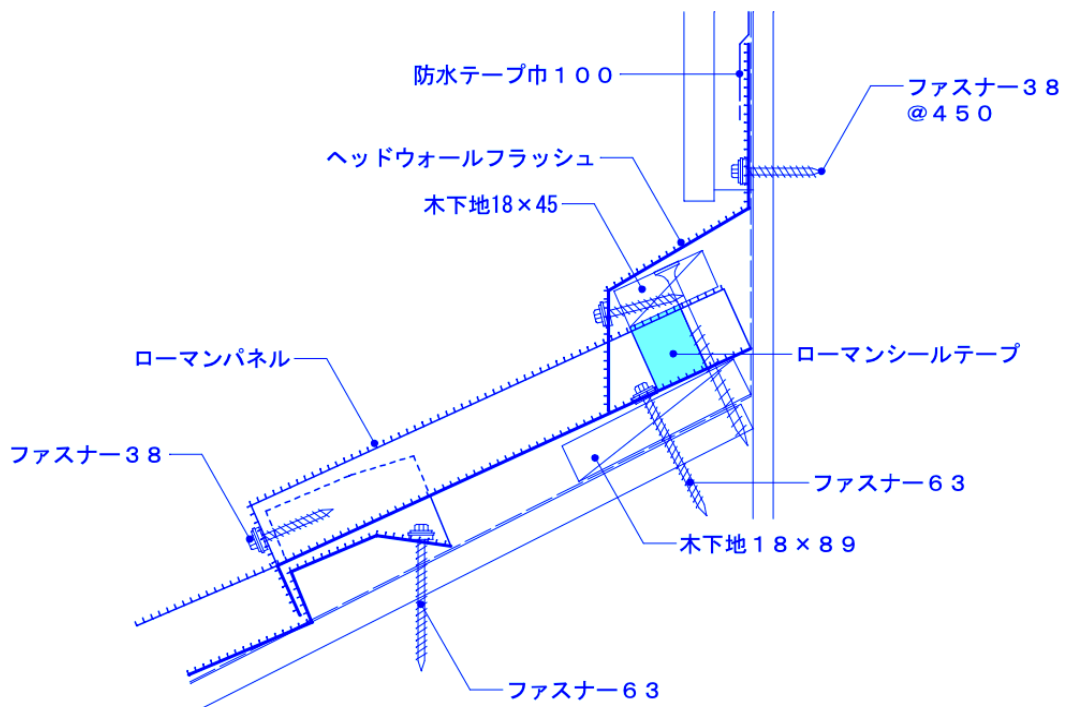 防水テープ巾１００
ファスナー３８
＠４５０
ヘッドウォールフラッシュ
木下地18×45
ローマンパネル
ローマンシールテープ
ファスナー３８
ファスナー６３
木下地１８×８９
ファスナー６３